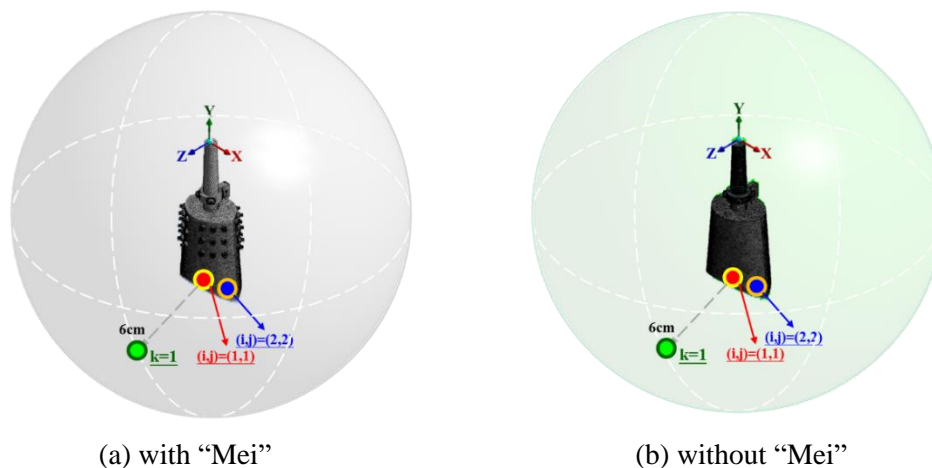 Y
Z X
6cm
k=1
(i,j)=(2,2)
(i,j)=(1,1)
(a) with “Mei”
Y
Z X
6cm
k=1
(i,j)=(2,2)
(i,j)=(1,1)
(b) without “Mei”